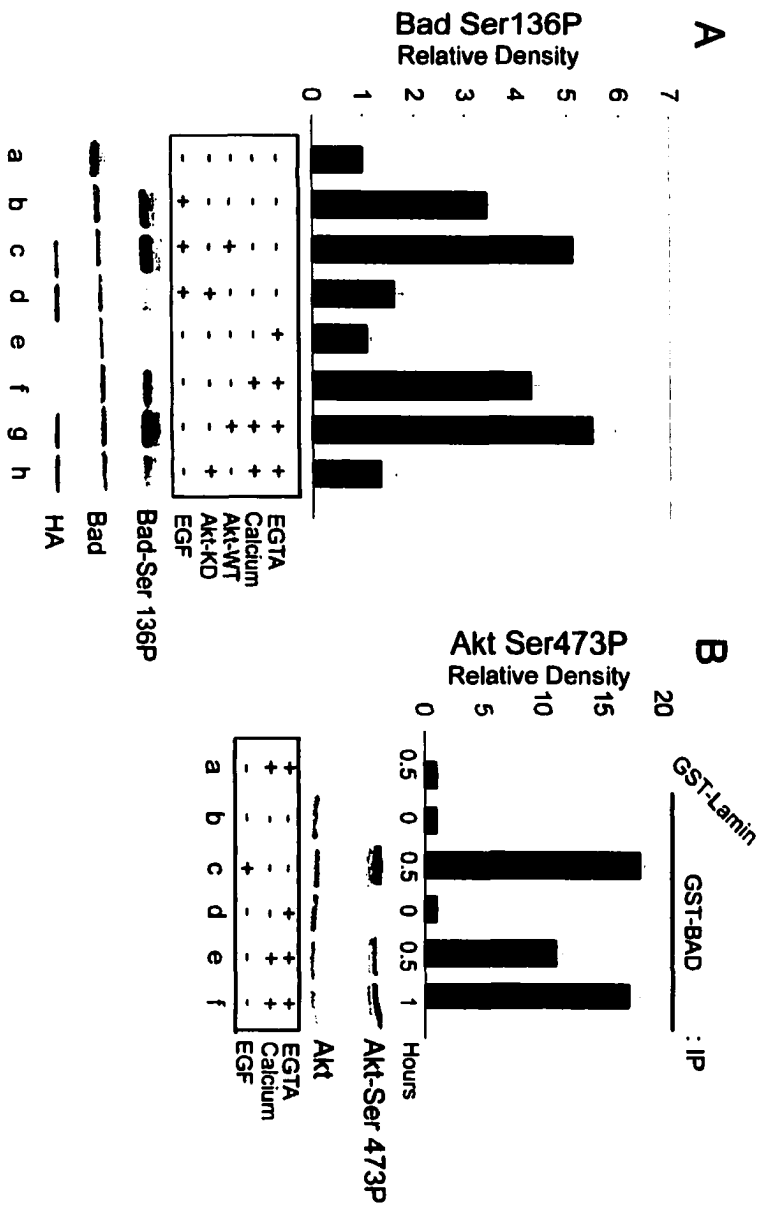 A
Bad Ser136P
Relative Density
0 1 2 3 4 5 6 7
- - - - + + + + EGTA
- - - - - + + + Calcium
- - + - - - + - Akt-WT
- - - + - - - + Akt-KD
- + + + - - - - EGF
Bad-Ser 136P
Bad
HA
a b c d e f g h
B
Akt Ser473P
Relative Density
0 5 10 15 20
GST-Lamin
GST-BAD
: IP
0.5 0 0.5 0 0.5 1 Hours
Akt-Ser 473P
Akt
+ - - + + + EGTA
+ - - - + + Calcium
- - + - - - EGF
a b c d e f